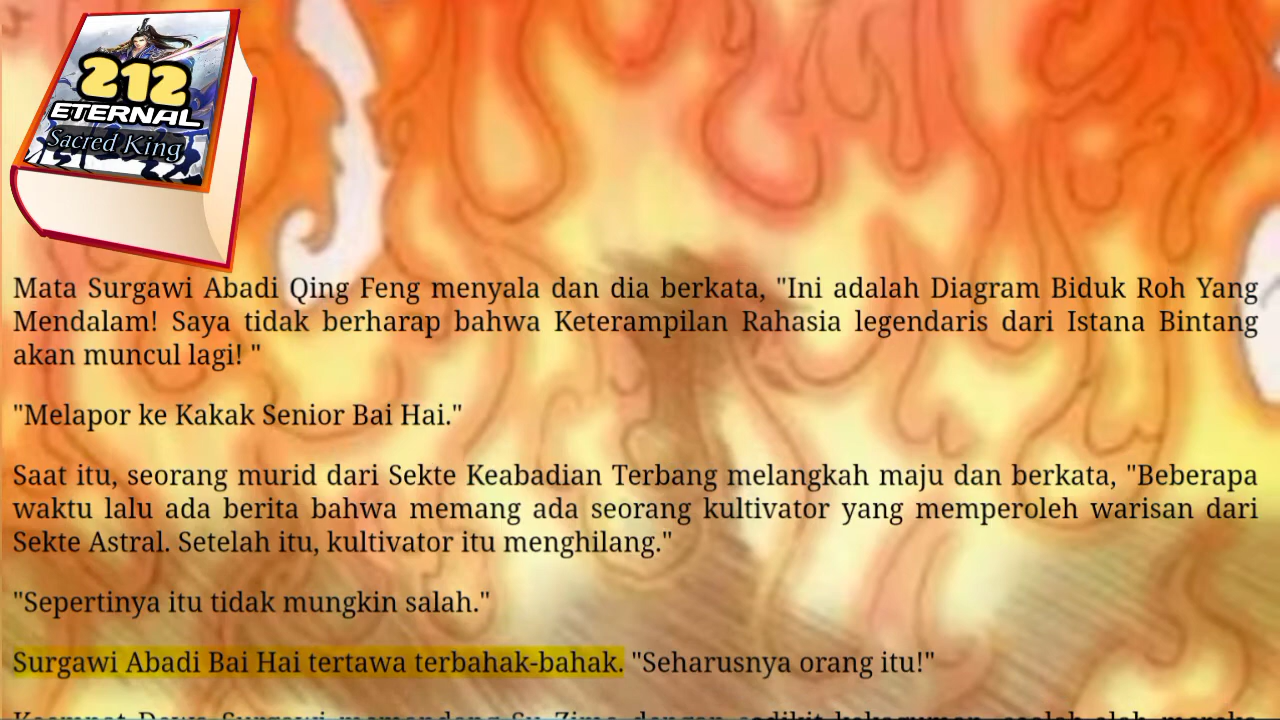 212
ETERNAL
Sacred King
Mata Surgawi Abadi Qing Feng menyala dan dia berkata, "Ini adalah Diagram Biduk Roh Yang
Mendalam! Saya tidak berharap bahwa Keterampilan Rahasia legendaris dari Istana Bintang
akan muncul lagi! "
"Melapor ke Kakak Senior Bai Hai."
Saat itu, seorang murid dari Sekte Keabadian Terbang melangkah maju dan berkata, "Beberapa
waktu lalu ada berita bahwa memang ada seorang kultivator yang memperoleh warisan dari
Sekte Astral. Setelah itu, kultivator itu menghilang."
"Sepertinya itu tidak mungkin salah."
Surgawi Abadi Bai Hai tertawa terbahak-bahak. "Seharusnya orang itu!"